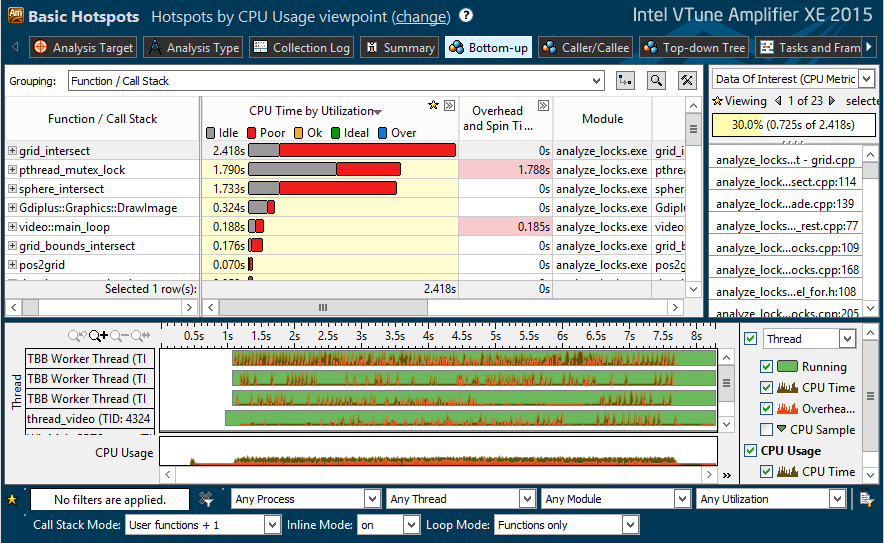 Basic Hotspots Hotspots by CPU Usage viewpoint (change) ?
Intel VTune Amplifier XE 2015
Analysis Target Analysis Type Collection Log Summary Bottom-up Caller/Callee Top-down Tree Tasks and Fram
Grouping: Function / Call Stack
Data Of Interest (CPU Metric
Viewing 1 of 23 selecte
30.0% (0.725s of 2.418s)
Function / Call Stack
CPU Time by Utilization
Overhead and Spin Ti...
Module
Idle Poor Ok Ideal Over
grid_intersect 2.418s 0s analyze_locks.exe grid_i
pthread_mutex_lock 1.790s 1.788s analyze_locks.exe pthrea
sphere_intersect 1.733s 0s analyze_locks.exe spher
Gdiplus::Graphics::DrawImage 0.324s 0s analyze_locks.exe Gdiplu
video::main_loop 0.188s 0.185s analyze_locks.exe video:
grid_bounds_intersect 0.176s 0s analyze_locks.exe grid_b
pos2grid 0.070s 0s analyze_locks.exe pos2g
Selected 1 row(s): 2.418s 0s
analyze_locks...t - grid.cpp
analyze_lock...sect.cpp:114
analyze_lock...ade.cpp:139
analyze_locks..._rest.cpp:77
analyze_lock...ocks.cpp:109
analyze_lock...ocks.cpp:168
analyze_lock...el_for.h:108
analyze_lock...ocks.cpp:205
0.5s 1s 1.5s 2s 2.5s 3s 3.5s 4s 4.5s 5s 5.5s 6s 6.5s 7s 7.5s 8s
Thread
TBB Worker Thread (TI
TBB Worker Thread (TI
TBB Worker Thread (TI
thread_video (TID: 4324
CPU Usage
Thread
Running
CPU Time
Overhea...
CPU Sample
CPU Usage
CPU Time
No filters are applied. Any Process Any Thread Any Module Any Utilization
Call Stack Mode: User functions + 1 Inline Mode: on Loop Mode: Functions only